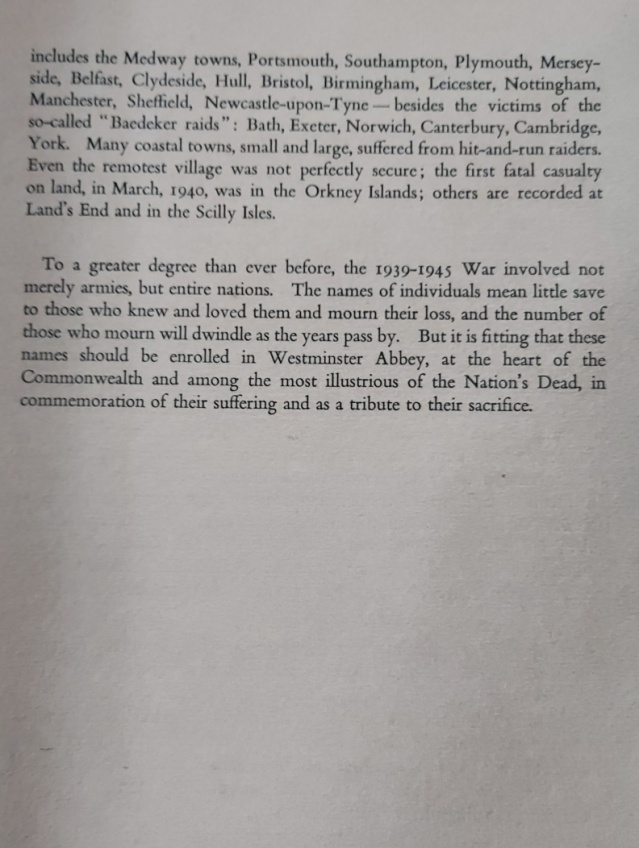 includes the Medway towns, Portsmouth, Southampton, Plymouth, Mersey-
side, Belfast, Clydeside, Hull, Bristol, Birmingham, Leicester, Nottingham,
Manchester, Sheffield, Newcastle-upon-Tyne — besides the victims of the
so-called "Baedeker raids": Bath, Exeter, Norwich, Canterbury, Cambridge,
York. Many coastal towns, small and large, suffered from hit-and-run raiders.
Even the remotest village was not perfectly secure; the first fatal casualty
on land, in March, 1940, was in the Orkney Islands; others are recorded at
Land's End and in the Scilly Isles.
To a greater degree than ever before, the 1939-1945 War involved not
merely armies, but entire nations. The names of individuals mean little save
to those who knew and loved them and mourn their loss, and the number of
those who mourn will dwindle as the years pass by. But it is fitting that these
names should be enrolled in Westminster Abbey, at the heart of the
Commonwealth and among the most illustrious of the Nation's Dead, in
commemoration of their suffering and as a tribute to their sacrifice.